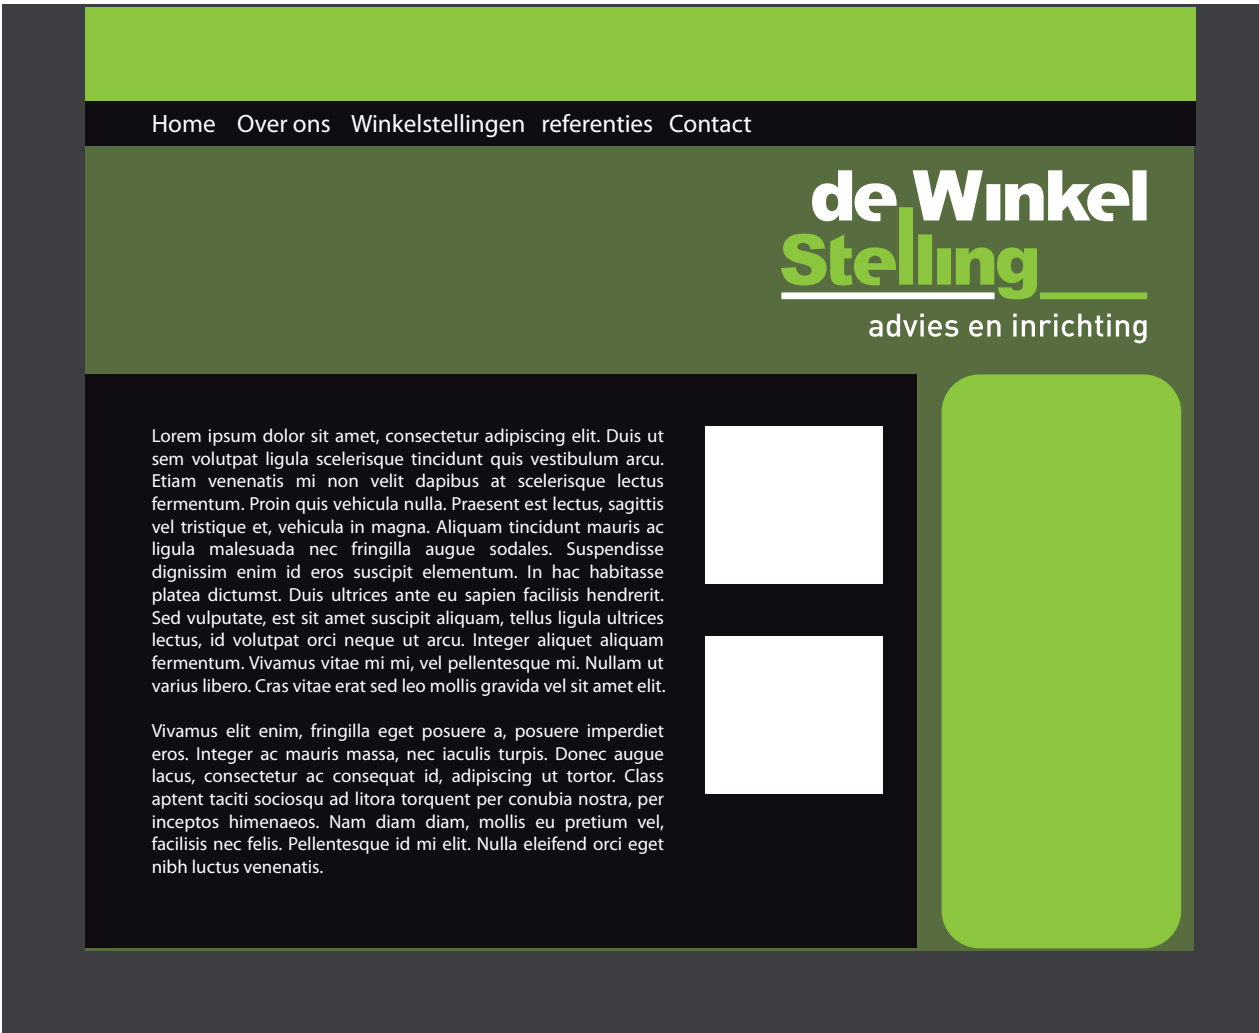 Home Over ons Winkelstellingen referenties Contact
de Winkel
Stelling
advies en inrichting
Lorem ipsum dolor sit amet, consectetur adipiscing elit. Duis ut
sem volutpat ligula scelerisque tincidunt quis vestibulum arcu.
Etiam venenatis mi non velit dapibus at scelerisque lectus
fermentum. Proin quis vehicula nulla. Praesent est lectus, sagittis
vel tristique et, vehicula in magna. Aliquam tincidunt mauris ac
ligula malesuada nec fringilla augue sodales. Suspendisse
dignissim enim id eros suscipit elementum. In hac habitasse
platea dictumst. Duis ultrices ante eu sapien facilisis hendrerit.
Sed vulputate, est sit amet suscipit aliquam, tellus ligula ultrices
lectus, id volutpat orci neque ut arcu. Integer aliquet aliquam
fermentum. Vivamus vitae mi mi, vel pellentesque mi. Nullam ut
varius libero. Cras vitae erat sed leo mollis gravida vel sit amet elit.
Vivamus elit enim, fringilla eget posuere a, posuere imperdiet
eros. Integer ac mauris massa, nec iaculis turpis. Donec augue
lacus, consectetur ac consequat id, adipiscing ut tortor. Class
aptent taciti sociosqu ad litora torquent per conubia nostra, per
inceptos himenaeos. Nam diam diam, mollis eu pretium vel,
facilisis nec felis. Pellentesque id mi elit. Nulla eleifend orci eget
nibh luctus venenatis.